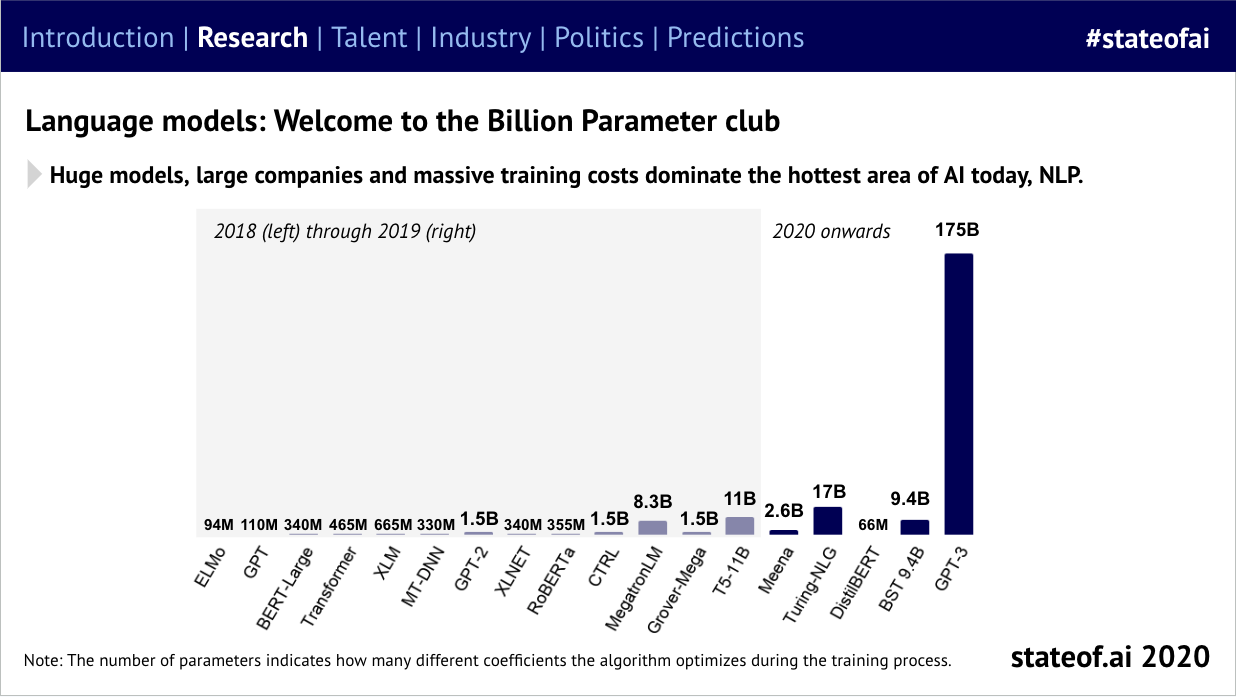 Introduction | Research | Talent | Industry | Politics | Predictions
#stateofai
Language models: Welcome to the Billion Parameter club
Huge models, large companies and massive training costs dominate the hottest area of AI today, NLP.
2018 (left) through 2019 (right)
2020 onwards
94M 110M 340M 465M 665M 330M 1.5B 340M 355M 1.5B 8.3B 1.5B 11B 2.6B 17B 66M 9.4B 175B
ELMo
GPT
BERT-Large
Transformer
XLM
MT-DNN
GPT-2
XLNET
RoBERTa
CTRL
MegatronLM
Grover-Mega
T5-11B
Meena
Turing-NLG
DistilBERT
BST 9.4B
GPT-3
Note: The number of parameters indicates how many different coefficients the algorithm optimizes during the training process.
stateof.ai 2020